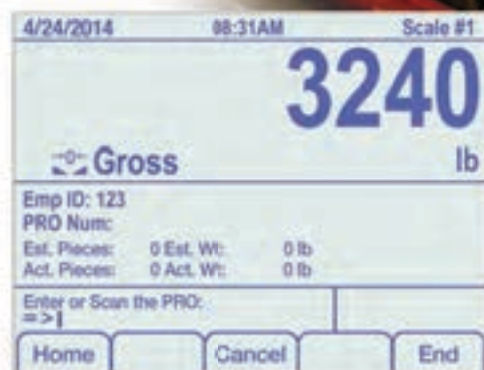 4/24/2014 08:31AM Scale #1
3240
→0← Gross lb
Emp ID: 123
PRO Num:
Est. Pieces: 0 Est. Wt: 0 lb
Act. Pieces: 0 Act. Wt: 0 lb
Enter or Scan the PRO:
=>
Home Cancel End